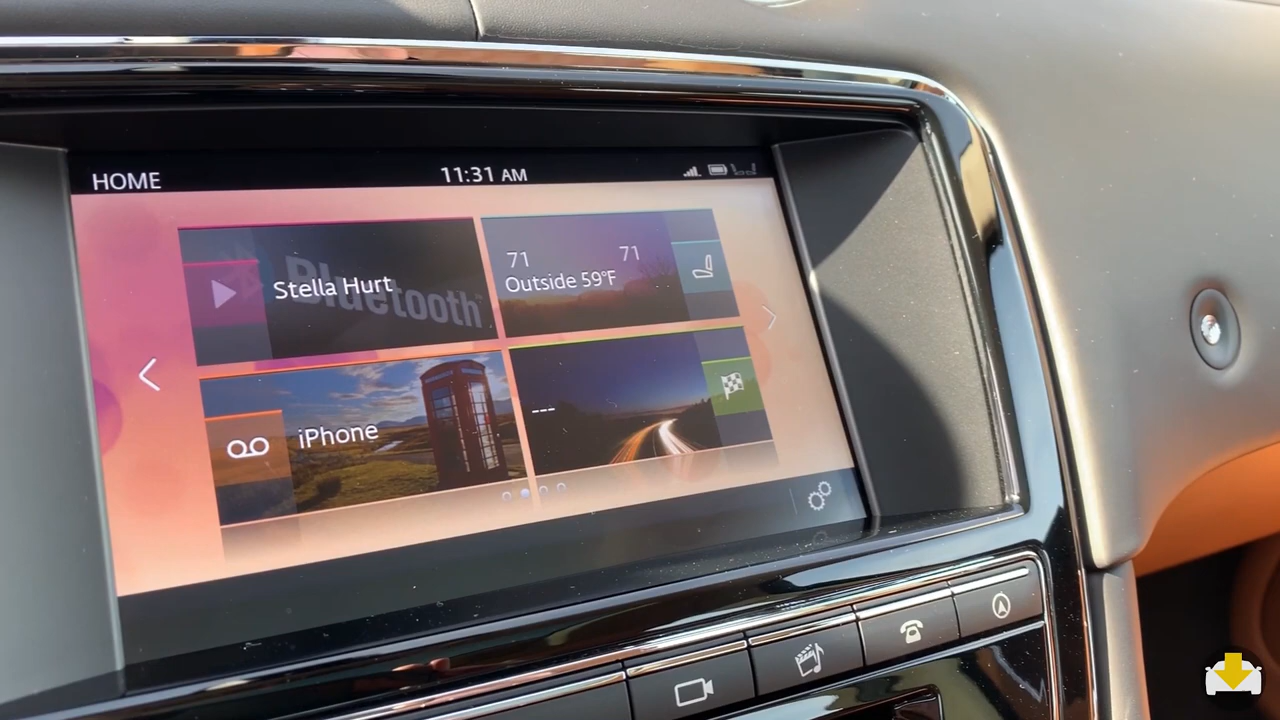 HOME
11:31 AM
Stella Hurt
Bluetooth
71
71
Outside 59°F
iPhone
---